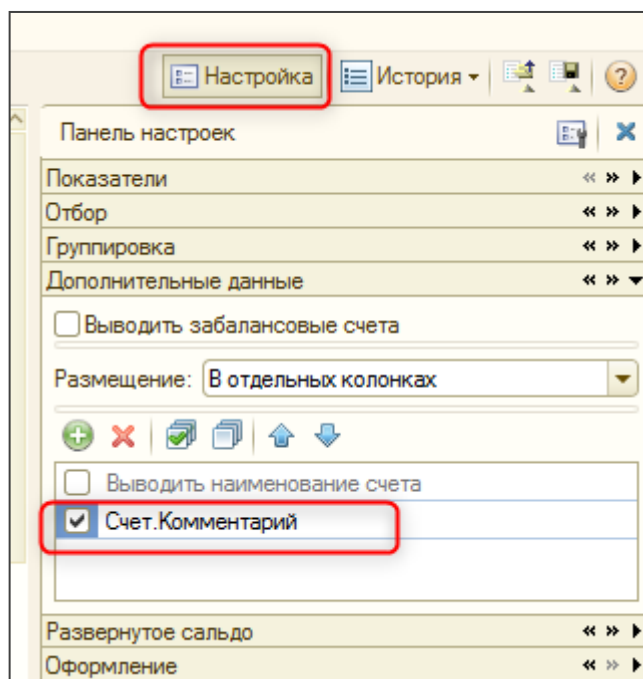 Настройка История
Панель настроек
Показатели
Отбор
Группировка
Дополнительные данные
Выводить забалансовые счета
Размещение: В отдельных колонках
Выводить наименование счета
Счет.Комментарий
Развернутое сальдо
Оформление